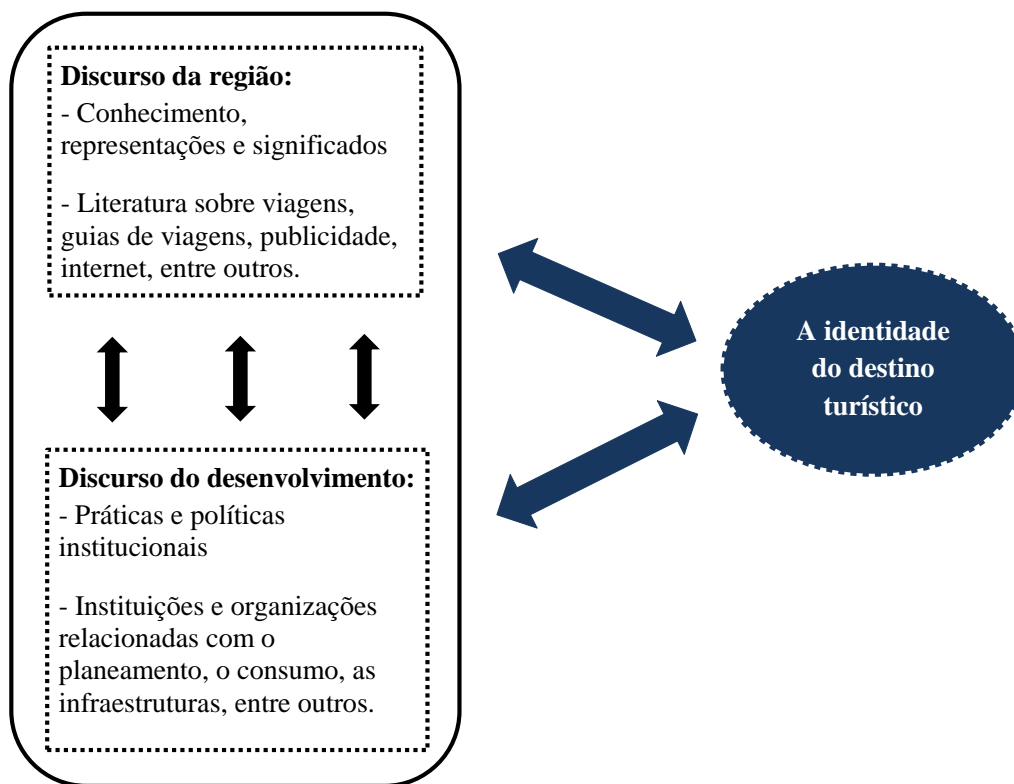 Discurso da região:
- Conhecimento,
representações e significados
- Literatura sobre viagens,
guias de viagens, publicidade,
internet, entre outros.
A identidade
do destino
turístico
Discurso do desenvolvimento:
- Práticas e políticas
institucionais
- Instituições e organizações
relacionadas com o
planeamento, o consumo, as
infraestruturas, entre outros.